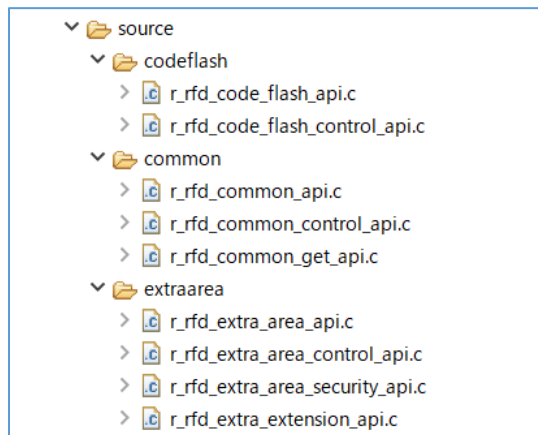 source
codeflash
r_rfd_code_flash_api.c
r_rfd_code_flash_control_api.c
common
r_rfd_common_api.c
r_rfd_common_control_api.c
r_rfd_common_get_api.c
extraarea
r_rfd_extra_area_api.c
r_rfd_extra_area_control_api.c
r_rfd_extra_area_security_api.c
r_rfd_extra_extension_api.c